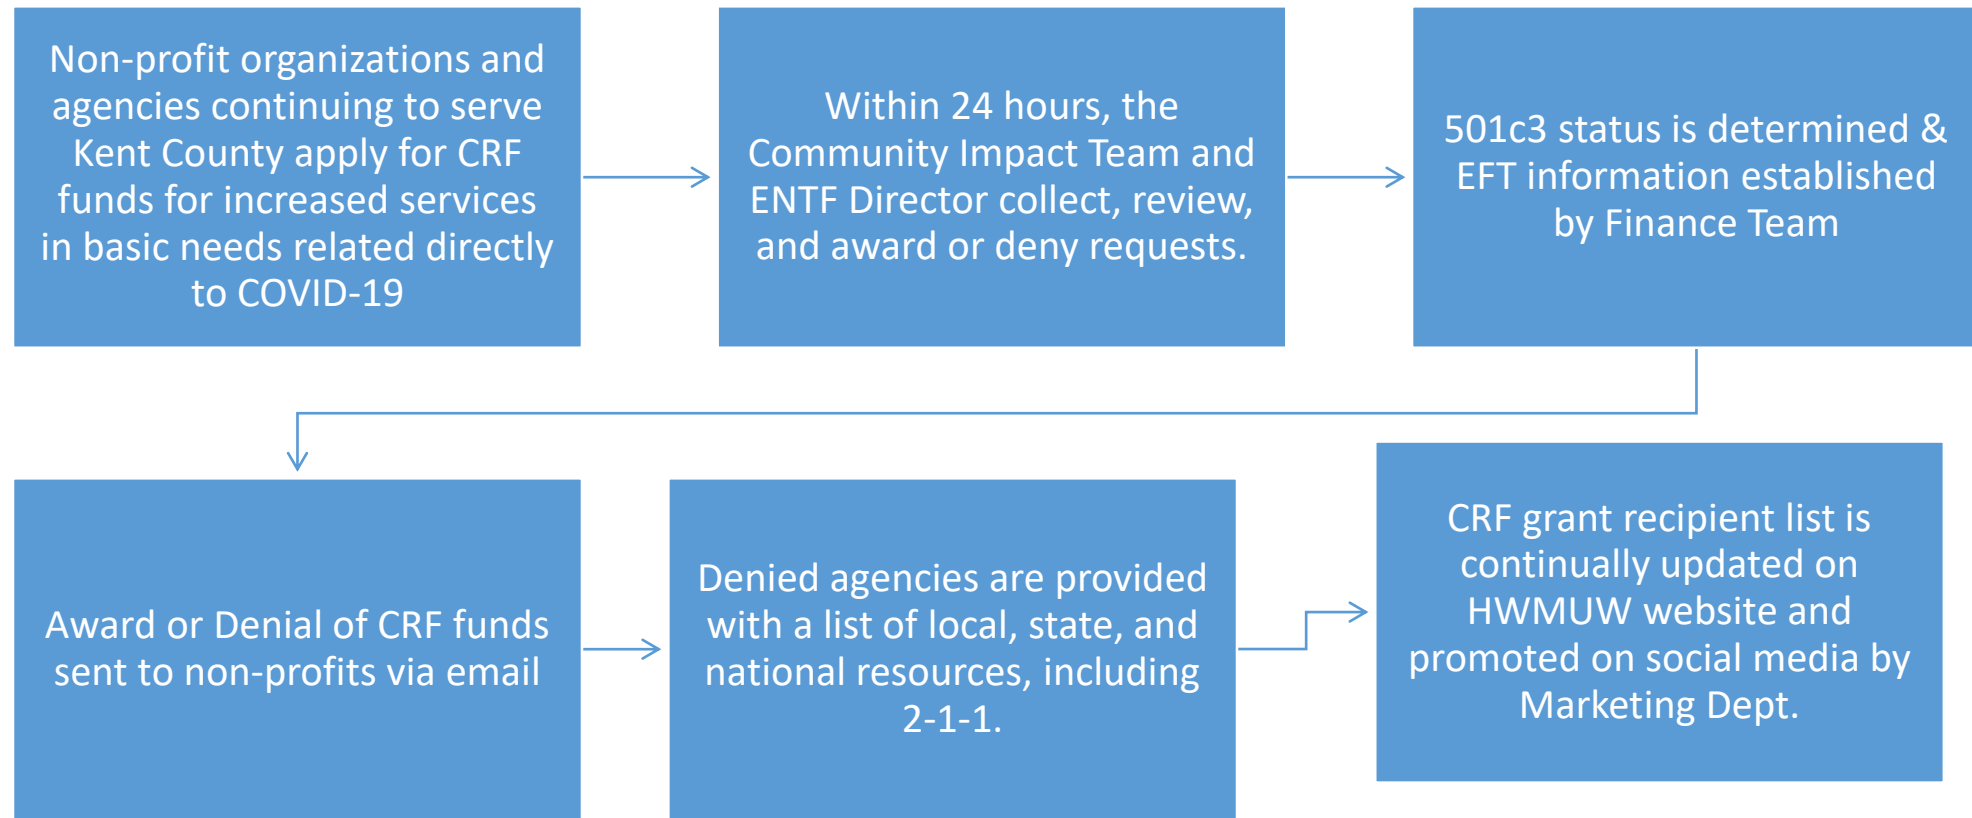 Non-profit organizations and
agencies continuing to serve
Kent County apply for CRF
funds for increased services
in basic needs related directly
to COVID-19
Within 24 hours, the
Community Impact Team and
ENTF Director collect, review,
and award or deny requests.
501c3 status is determined &
EFT information established
by Finance Team
Award or Denial of CRF funds
sent to non-profits via email
Denied agencies are provided
with a list of local, state, and
national resources, including
2-1-1.
CRF grant recipient list is
continually updated on
HWMUW website and
promoted on social media by
Marketing Dept.